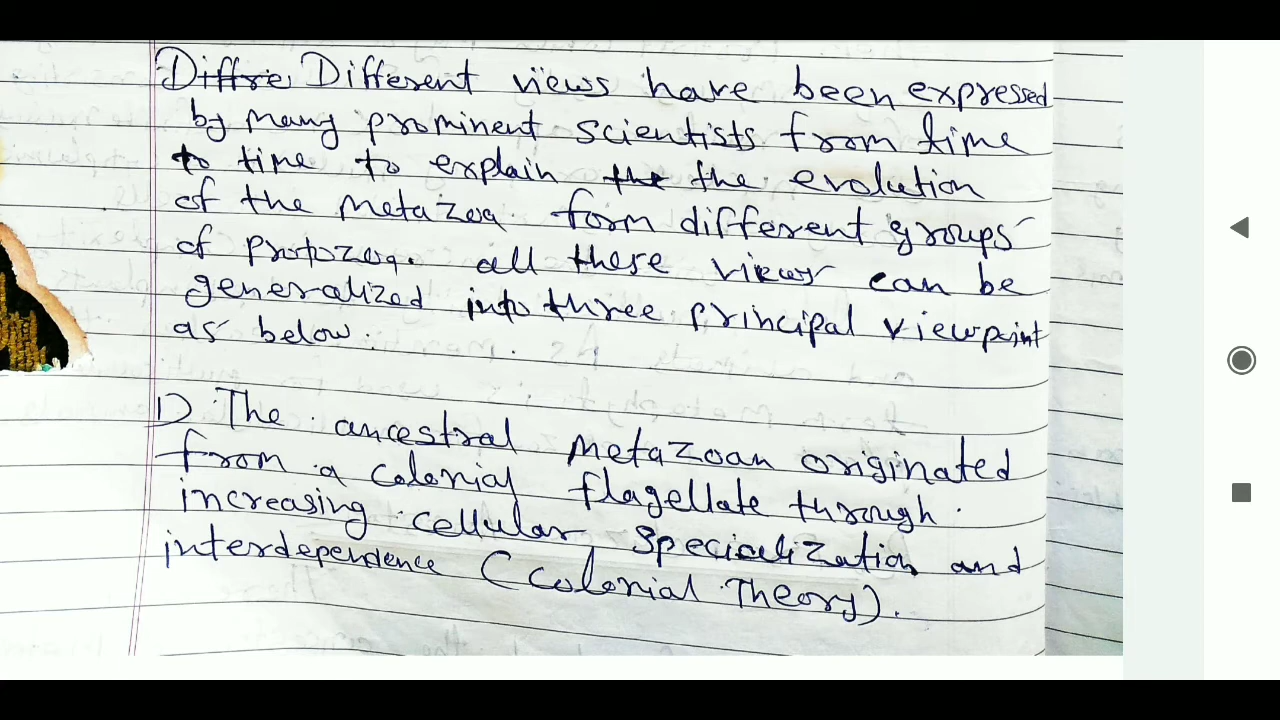 Diffre Different views have been expressed
by many prominent scientists from time
to time to explain the the evolution
of the metazoa form different groups
of protozoa. all these views can be
generalized into three principal viewpoint
as below.
1) The ancestral metazoan originated
from a colonial flagellate through
increasing cellular specialization and
interdependence (colonial Theory).